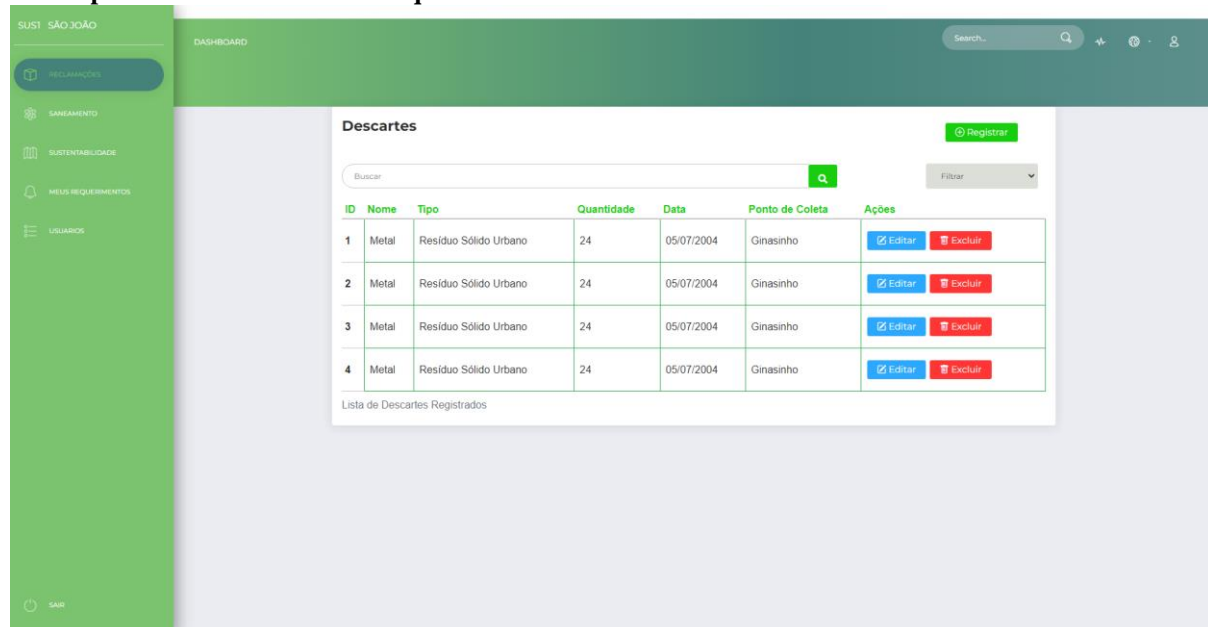 SUS1 SÃO JOÃO
DASHBOARD
Search...
RECLAMAÇÕES
SANEAMENTO
SUSTENTABILIDADE
MEUS REQUERIMENTOS
USUARIOS
SAIR
Descartes
Registrar
Buscar
Filtrar
ID Nome Tipo Quantidade Data Ponto de Coleta Ações
1 Metal Resíduo Sólido Urbano 24 05/07/2004 Ginasinho Editar Excluir
2 Metal Resíduo Sólido Urbano 24 05/07/2004 Ginasinho Editar Excluir
3 Metal Resíduo Sólido Urbano 24 05/07/2004 Ginasinho Editar Excluir
4 Metal Resíduo Sólido Urbano 24 05/07/2004 Ginasinho Editar Excluir
Lista de Descartes Registrados